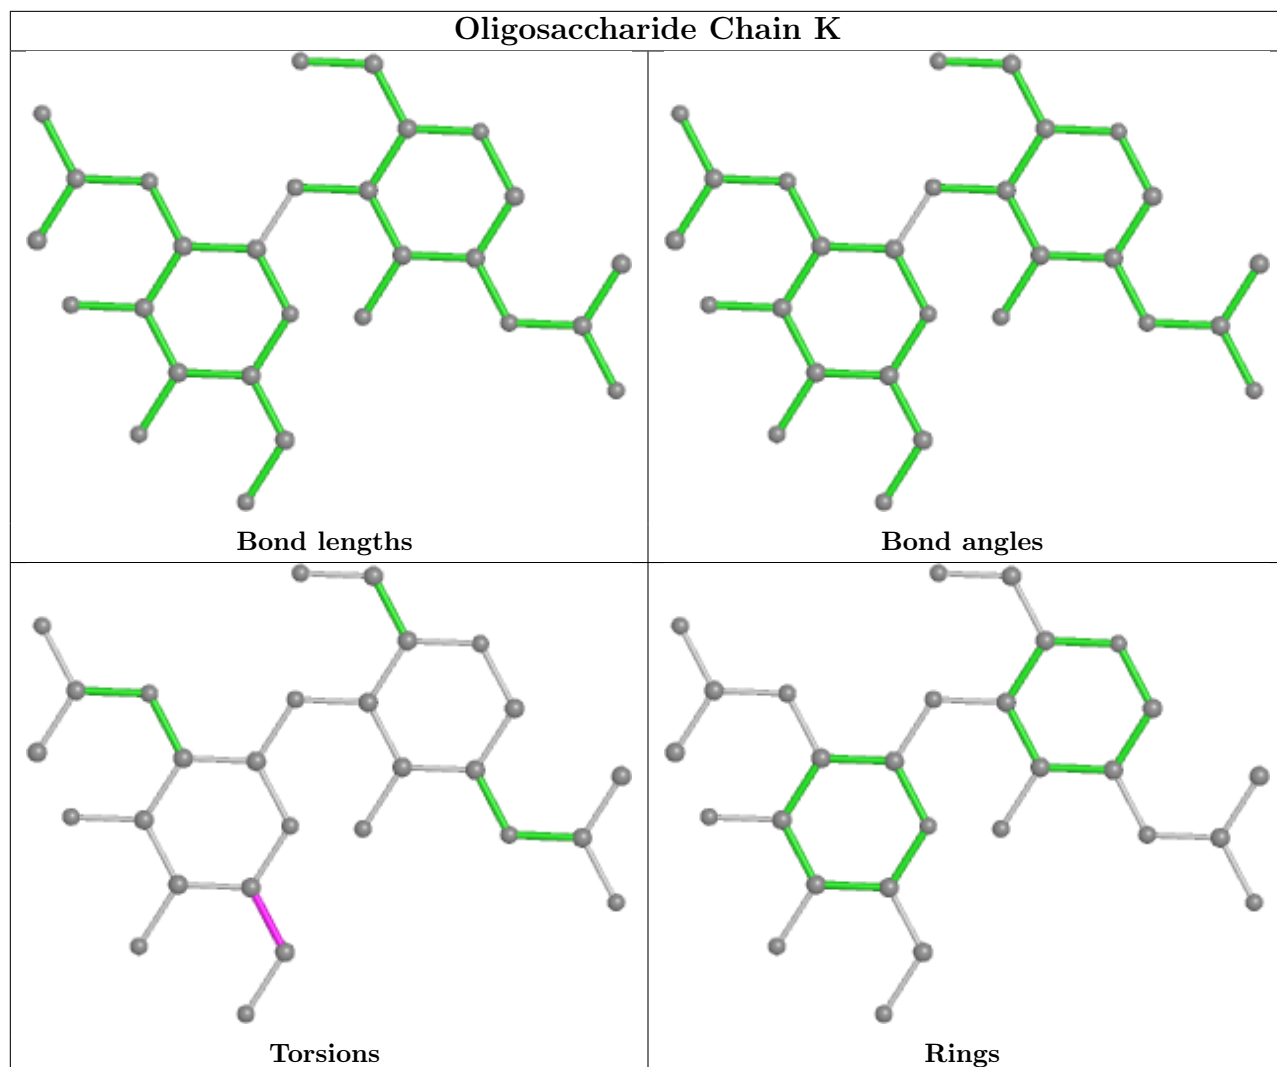 Oligosaccharide Chain K
Bond lengths
Bond angles
Torsions
Rings